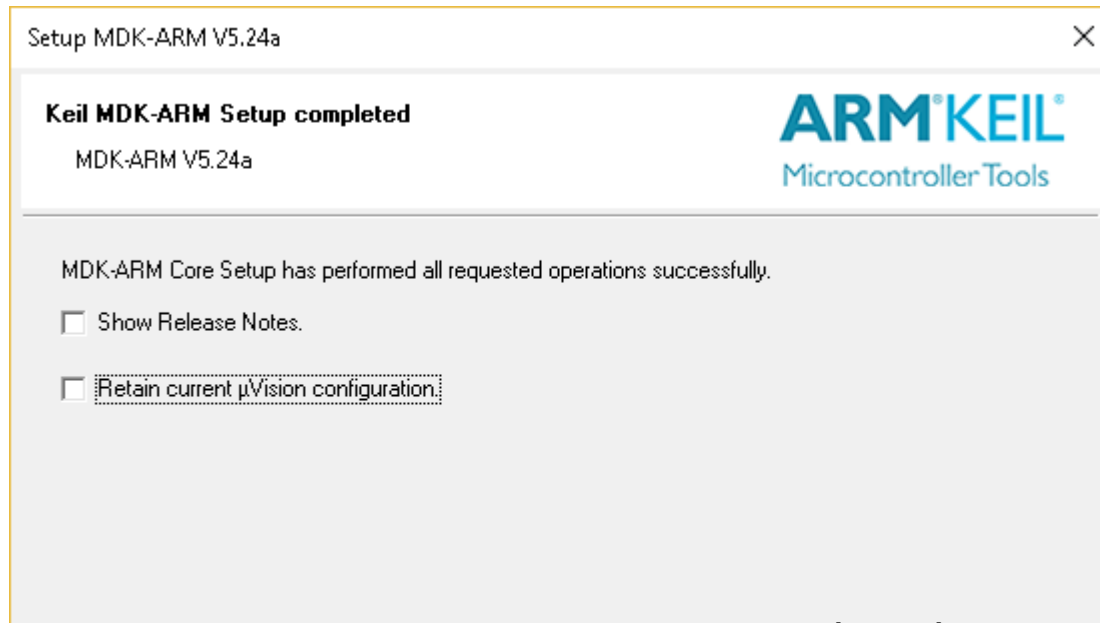 Setup MDK-ARM V5.24a
Keil MDK-ARM Setup completed
MDK-ARM V5.24a
ARM®KEIL®
Microcontroller Tools
MDK-ARM Core Setup has performed all requested operations successfully.
Show Release Notes.
Retain current µVision configuration.